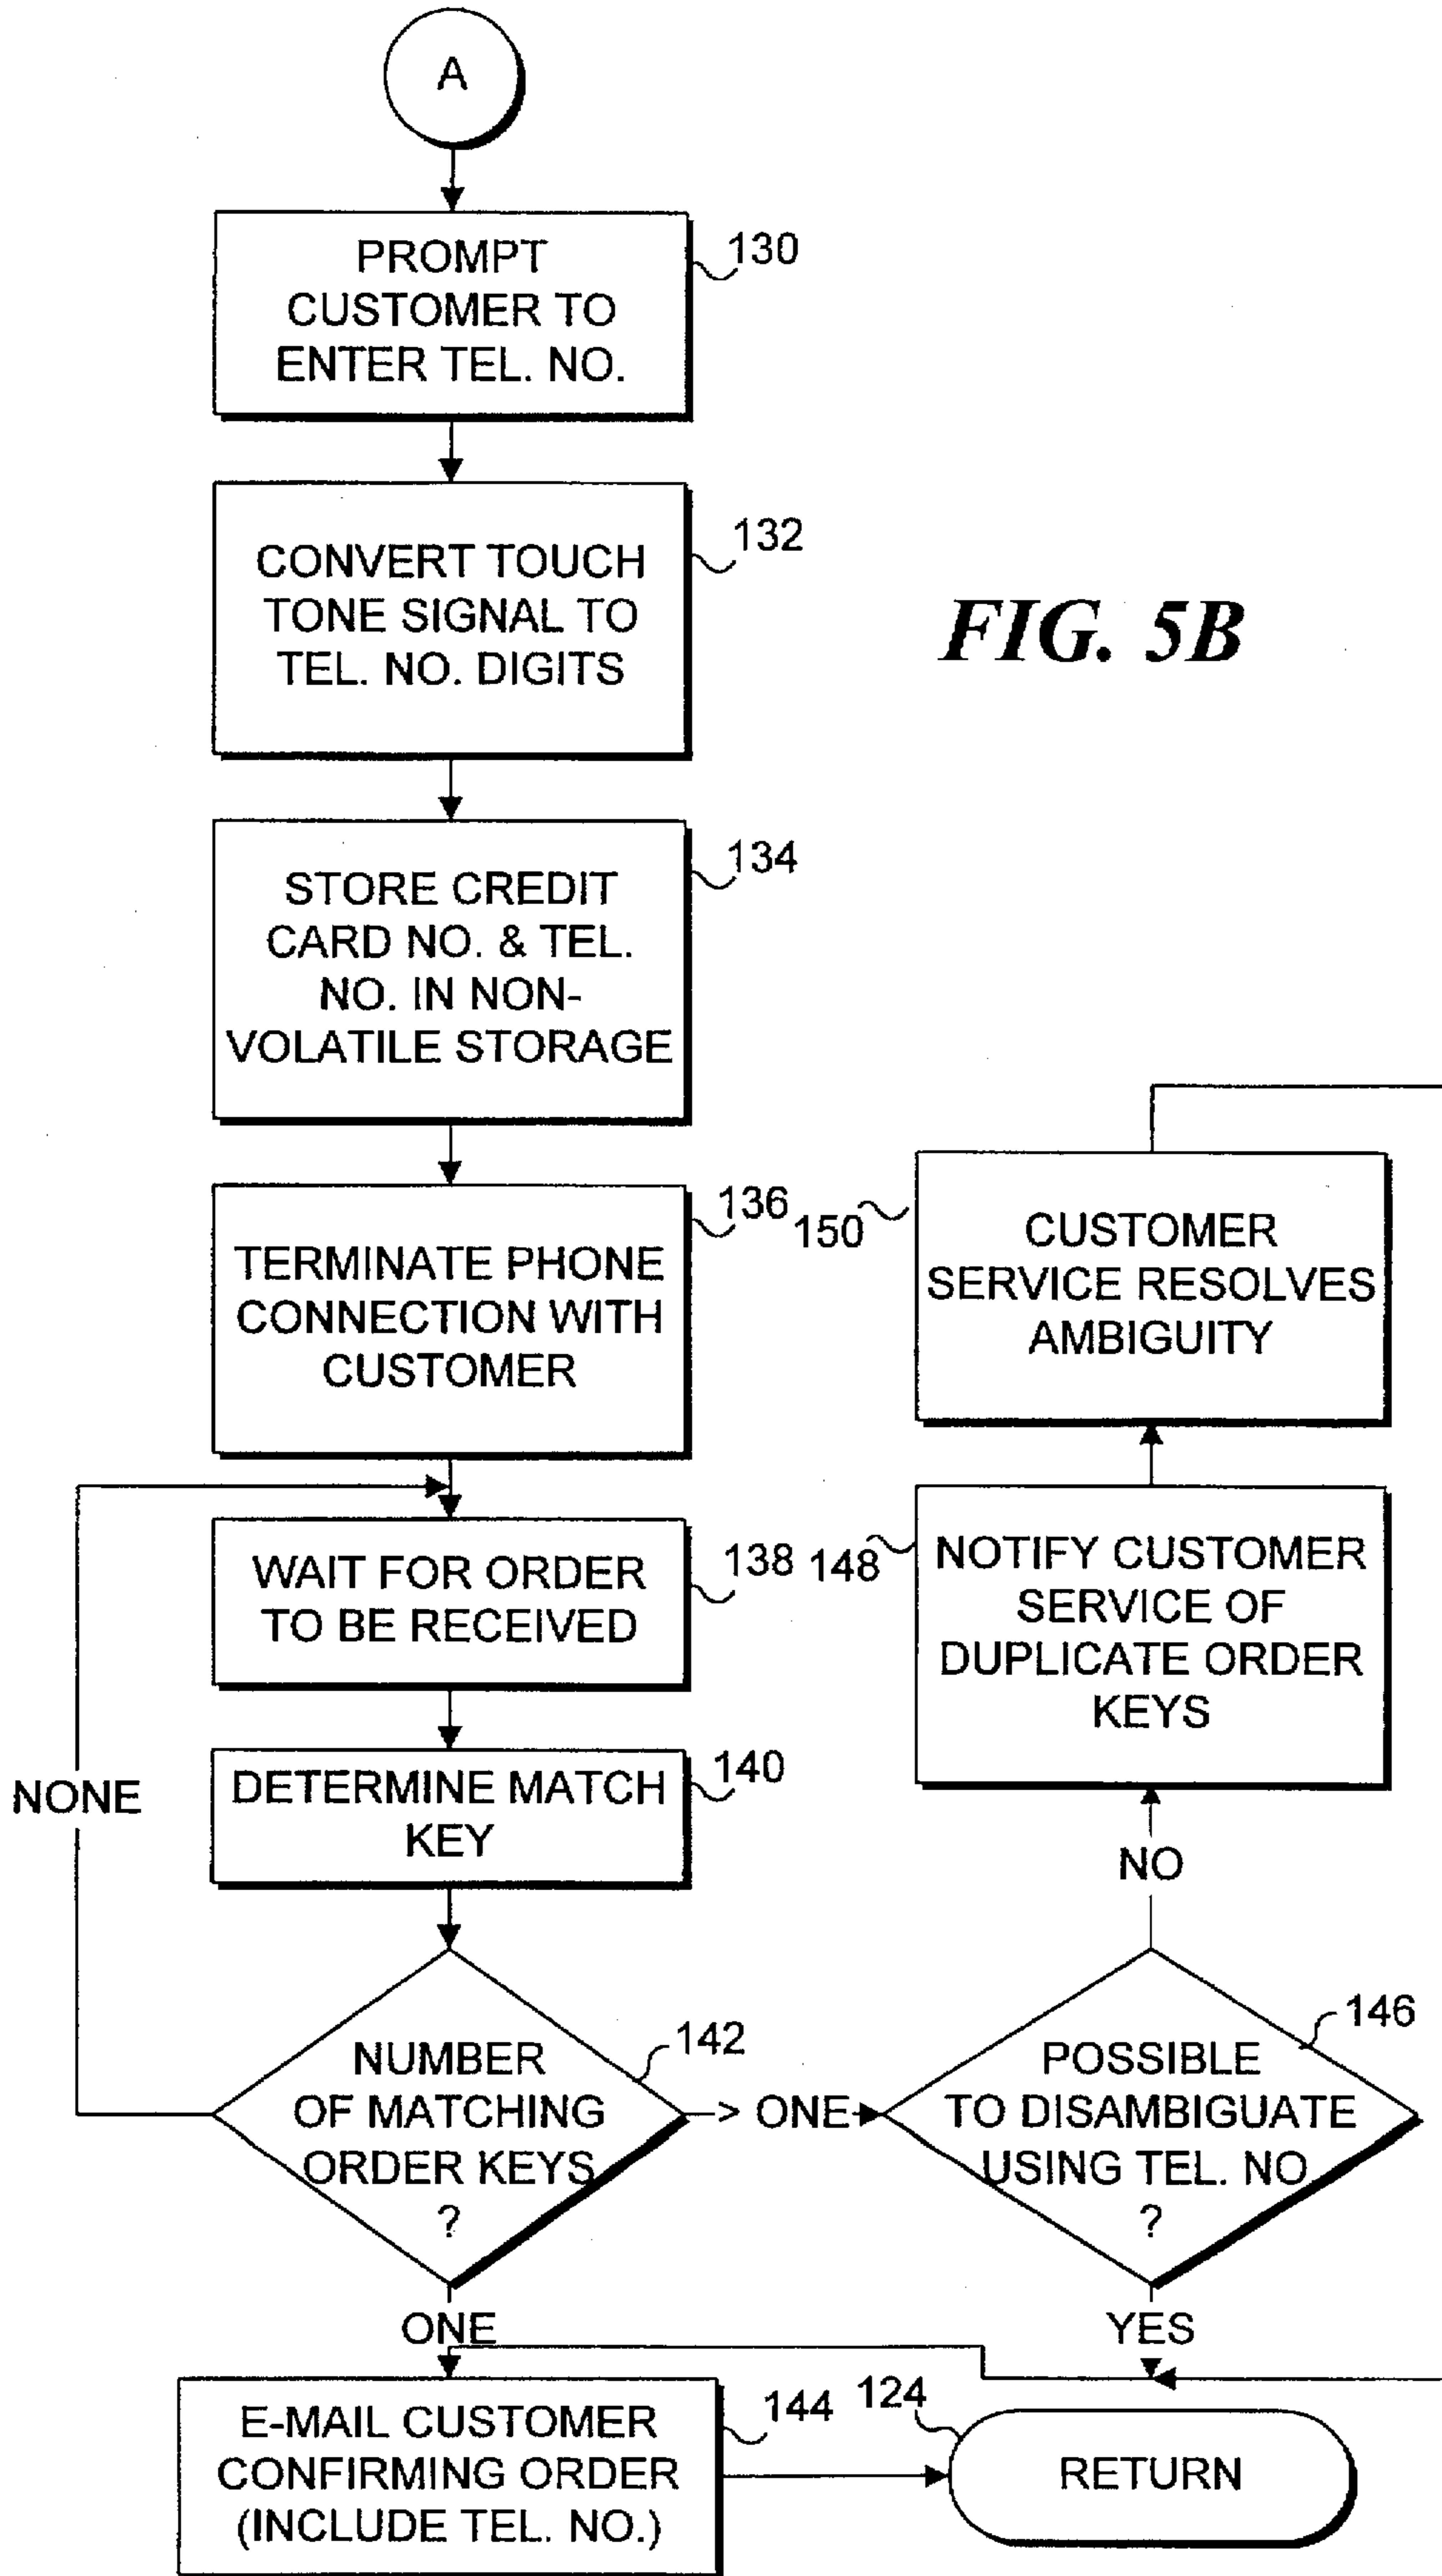 A
PROMPT
CUSTOMER TO
ENTER TEL. NO.
130
CONVERT TOUCH
TONE SIGNAL TO
TEL. NO. DIGITS
132
FIG. 5B
STORE CREDIT
CARD NO. & TEL.
NO. IN NON-
VOLATILE STORAGE
134
TERMINATE PHONE
CONNECTION WITH
CUSTOMER
136
150
CUSTOMER
SERVICE RESOLVES
AMBIGUITY
WAIT FOR ORDER
TO BE RECEIVED
138
148
NOTIFY CUSTOMER
SERVICE OF
DUPLICATE ORDER
KEYS
NONE
DETERMINE MATCH
KEY
140
NO
NUMBER
OF MATCHING
ORDER KEYS
?
142
> ONE
POSSIBLE
TO DISAMBIGUATE
USING TEL. NO
?
146
ONE
YES
E-MAIL CUSTOMER
CONFIRMING ORDER
(INCLUDE TEL. NO.)
144
124
RETURN